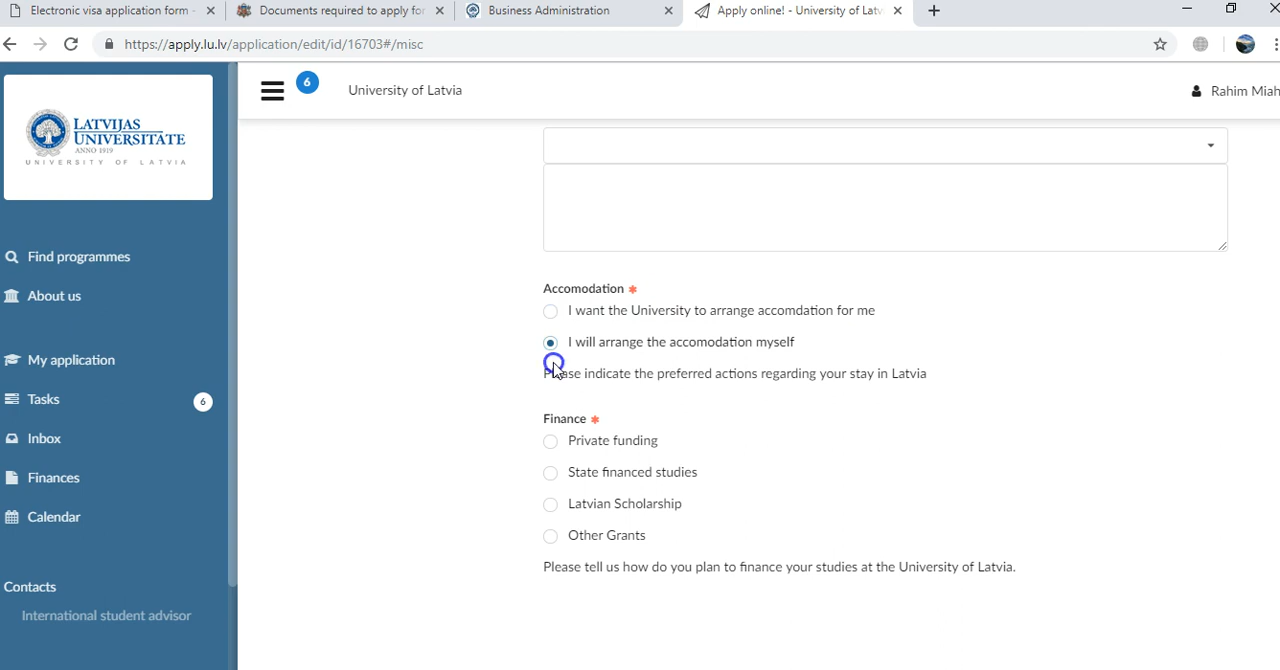 Electronic visa application form -
Documents required to apply for
Business Administration
Apply online! - University of Latv
https://apply.lu.lv/application/edit/id/16703#/misc
LATVIJAS
UNIVERSITATE
ANNO 1919
UNIVERSITY OF LATVIA
6
University of Latvia
Rahim Miah
Find programmes
About us
My application
Tasks
6
Inbox
Finances
Calendar
Contacts
International student advisor
Accomodation *
I want the University to arrange accomdation for me
I will arrange the accomodation myself
Please indicate the preferred actions regarding your stay in Latvia
Finance *
Private funding
State financed studies
Latvian Scholarship
Other Grants
Please tell us how do you plan to finance your studies at the University of Latvia.